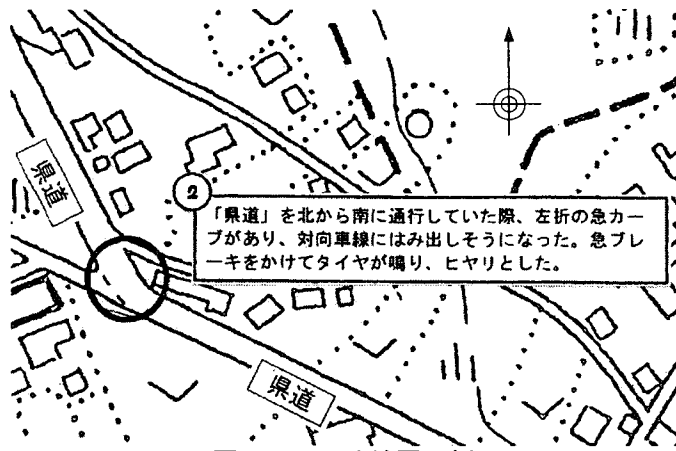 県道
2
「県道」を北から南に通行していた際、左折の急カー
ブがあり、対向車線にはみ出しそうになった。急ブレ
ーキをかけてタイヤが鳴り、ヒヤリとした。
県道